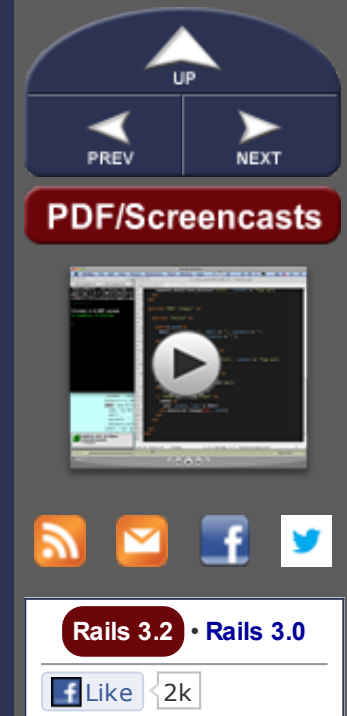 UP
PREV NEXT
PDF/Screencasts
Rails 3.2 • Rails 3.0
Like 2k